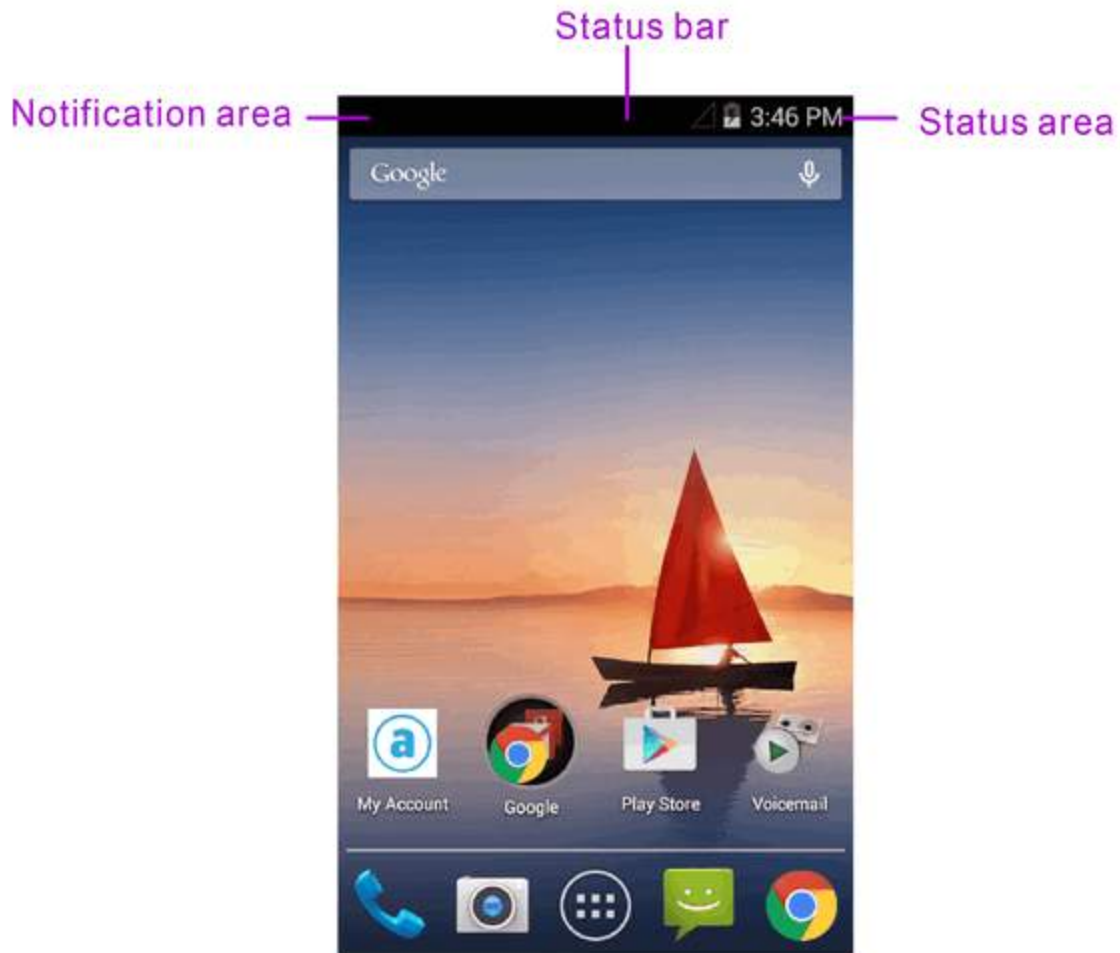 Status bar
Notification area
3:46 PM
Status area
Google
a
My Account
Google
Play Store
Voicemail